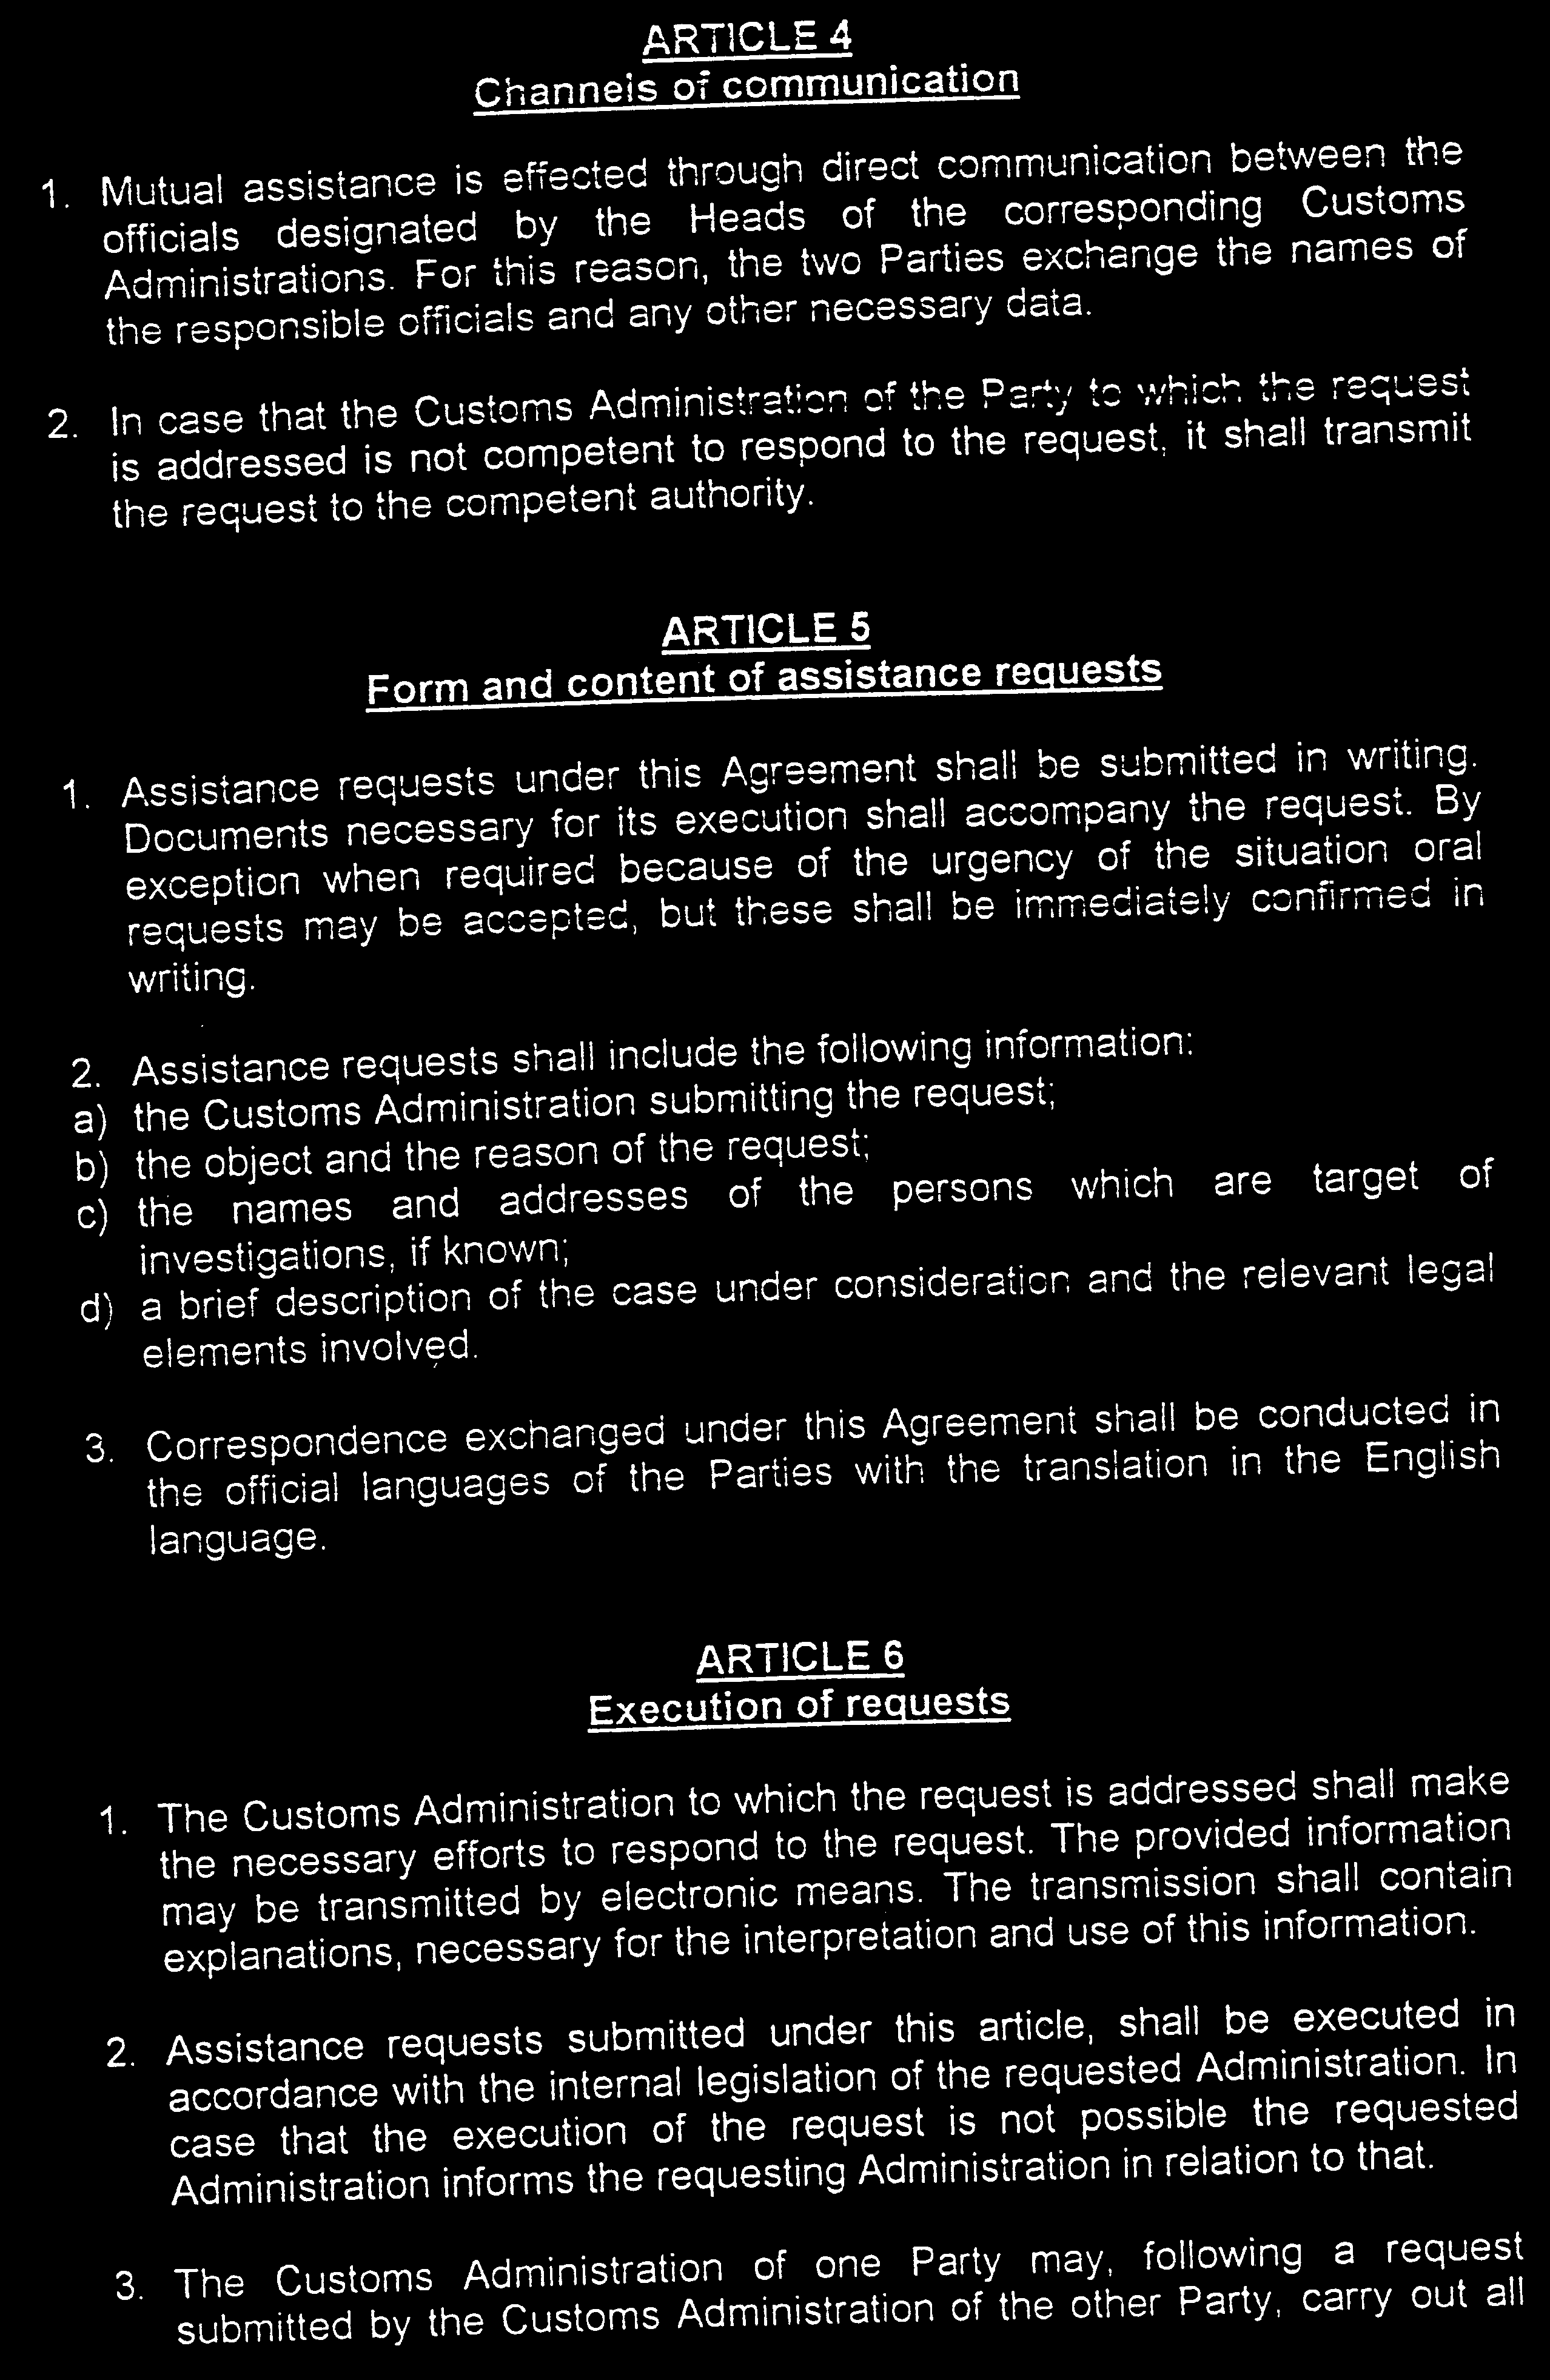 ARTICLE 4
Channels of communication
1. Mutual assistance is effected through direct communication between the
officials designated by the Heads of the corresponding Customs
Administrations. For this reason, the two Parties exchange the names of
the responsible officials and any other necessary data.
2. In case that the Customs Administration of the Party to which the request
is addressed is not competent to respond to the request, it shall transmit
the request to the competent authority.
ARTICLE 5
Form and content of assistance requests
1. Assistance requests under this Agreement shall be submitted in writing.
Documents necessary for its execution shall accompany the request. By
exception when required because of the urgency of the situation oral
requests may be accepted, but these shall be immediately confirmed in
writing.
2. Assistance requests shall include the following information:
a) the Customs Administration submitting the request;
b) the object and the reason of the request;
c) the names and addresses of the persons which are target of
investigations, if known;
d) a brief description of the case under consideration and the relevant legal
elements involved.
3. Correspondence exchanged under this Agreement shall be conducted in
the official languages of the Parties with the translation in the English
language.
ARTICLE 6
Execution of requests
1. The Customs Administration to which the request is addressed shall make
the necessary efforts to respond to the request. The provided information
may be transmitted by electronic means. The transmission shall contain
explanations, necessary for the interpretation and use of this information.
2. Assistance requests submitted under this article, shall be executed in
accordance with the internal legislation of the requested Administration. In
case that the execution of the request is not possible the requested
Administration informs the requesting Administration in relation to that.
3. The Customs Administration of one Party may, following a request
submitted by the Customs Administration of the other Party, carry out all